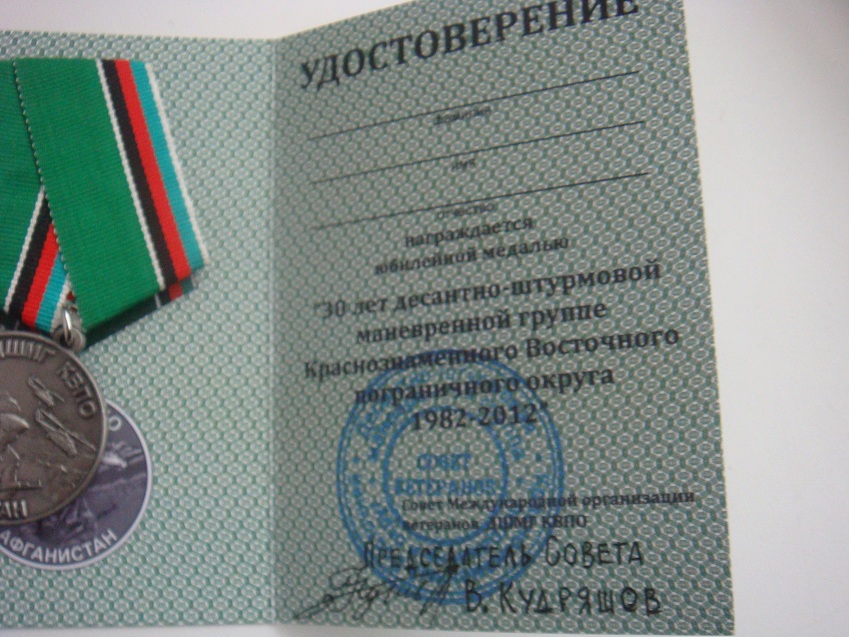 УДОСТОВЕРЕНИЕ
фамилия
имя
отчество
награждается
юбилейной медалью
"30 лет десантно-штурмовой
маневренной группе
Краснознаменного Восточного
пограничного округа
1982-2012"
СОВЕТ
ВЕТЕРАНОВ
Совет Международной организации
ветеранов ДШМГ КВПО
ПРЕДСЕДАТЕЛЬ СОВЕТА
В. КУДРЯШОВ
КВПО
АФГАНИСТАН